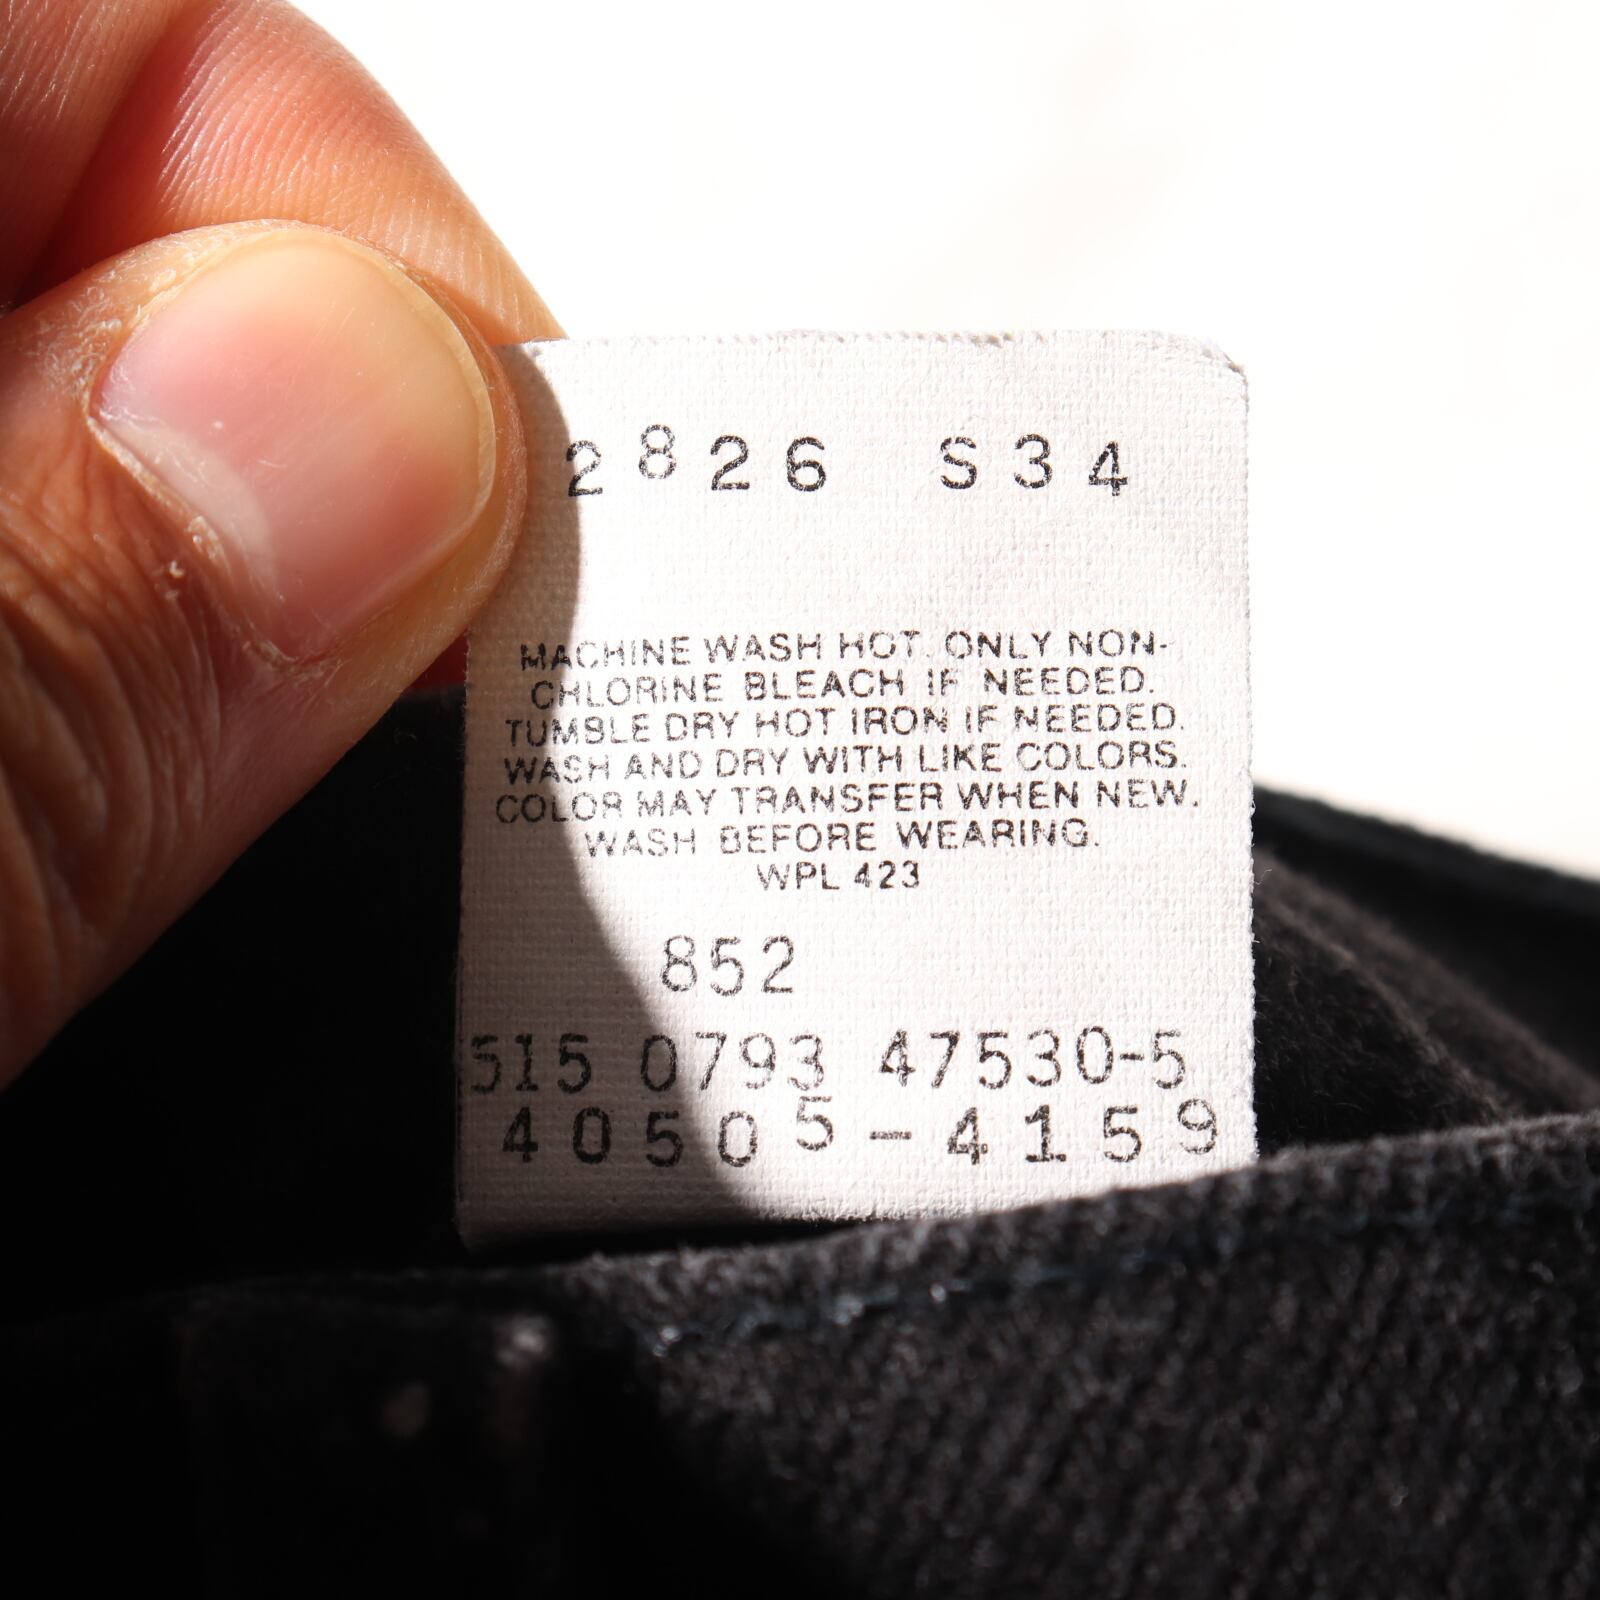 2826 S34
MACHINE WASH HOT. ONLY NON-
CHLORINE BLEACH IF NEEDED.
TUMBLE DRY HOT IRON IF NEEDED.
WASH AND DRY WITH LIKE COLORS.
COLOR MAY TRANSFER WHEN NEW.
WASH BEFORE WEARING.
WPL 423
852
515 0793 47530-5
40505-4159